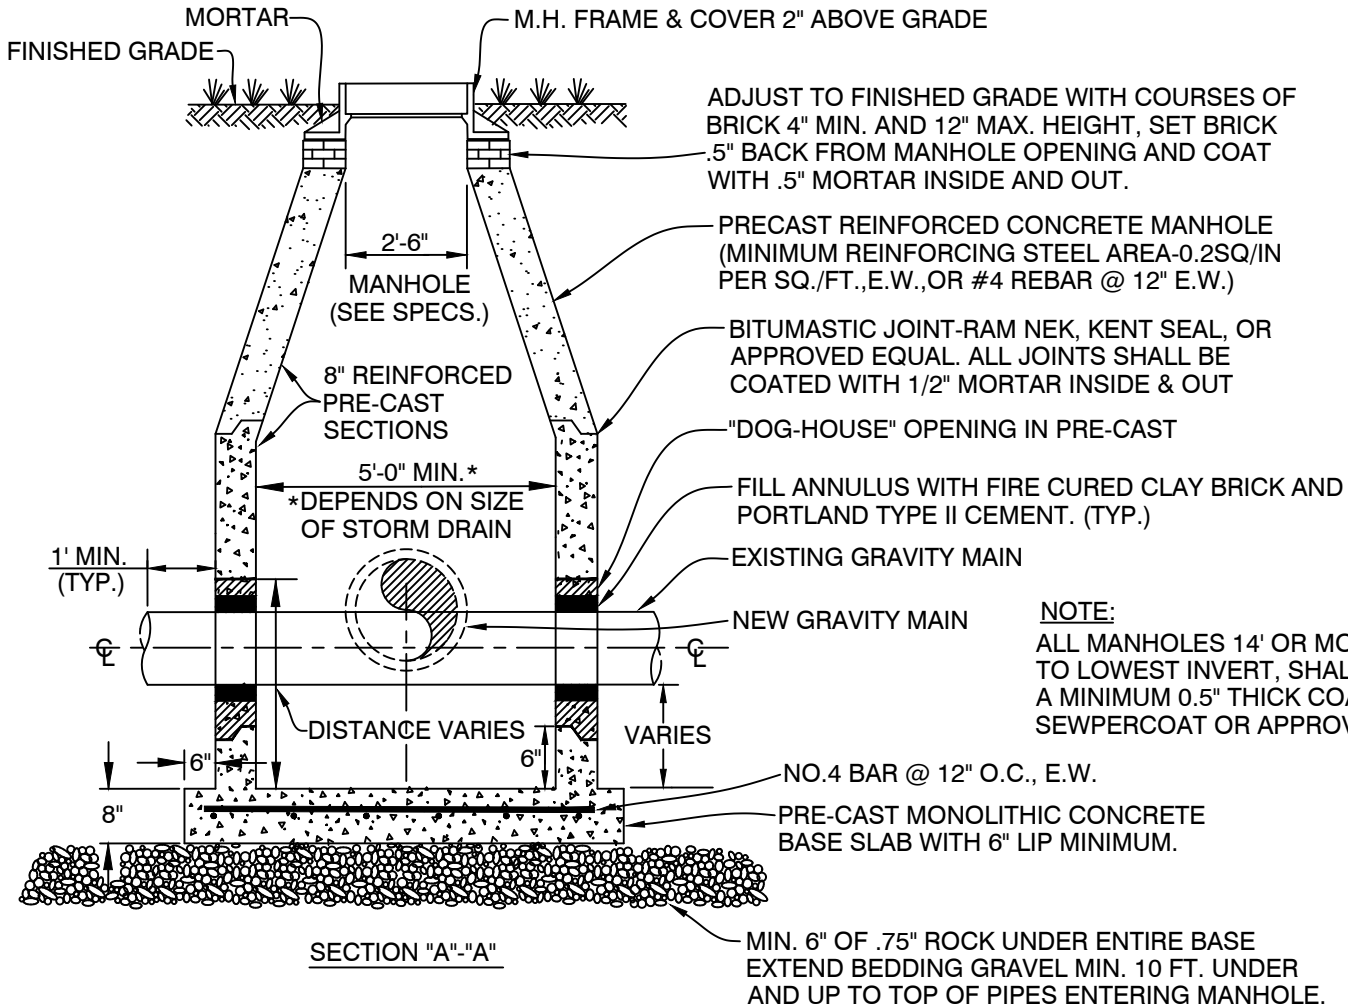 MORTAR
M.H. FRAME & COVER 2" ABOVE GRADE
FINISHED GRADE
ADJUST TO FINISHED GRADE WITH COURSES OF
BRICK 4" MIN. AND 12" MAX. HEIGHT, SET BRICK
.5" BACK FROM MANHOLE OPENING AND COAT
WITH .5" MORTAR INSIDE AND OUT.
2'-6"
MANHOLE
(SEE SPECS.)
PRECAST REINFORCED CONCRETE MANHOLE
(MINIMUM REINFORCING STEEL AREA-0.2SQ/IN
PER SQ./FT.,E.W.,OR #4 REBAR @ 12" E.W.)
BITUMASTIC JOINT-RAM NEK, KENT SEAL, OR
APPROVED EQUAL. ALL JOINTS SHALL BE
COATED WITH 1/2" MORTAR INSIDE & OUT
8" REINFORCED
PRE-CAST
SECTIONS
"DOG-HOUSE" OPENING IN PRE-CAST
5'-0" MIN.*
*DEPENDS ON SIZE
OF STORM DRAIN
FILL ANNULUS WITH FIRE CURED CLAY BRICK AND
PORTLAND TYPE II CEMENT. (TYP.)
1' MIN.
(TYP.)
EXISTING GRAVITY MAIN
NEW GRAVITY MAIN
NOTE:
ALL MANHOLES 14' OR
TO LOWEST INVERT,
A MINIMUM 0.5" THICK
SEWPERCOAT OR
CL
CL
DISTANCE VARIES
VARIES
6"
6"
8"
NO.4 BAR @ 12" O.C., E.W.
PRE-CAST MONOLITHIC CONCRETE
BASE SLAB WITH 6" LIP MINIMUM.
SECTION "A"-"A"
MIN. 6" OF .75" ROCK UNDER ENTIRE BASE
EXTEND BEDDING GRAVEL MIN. 10 FT. UNDER
AND UP TO TOP OF PIPES ENTERING MANHOLE.